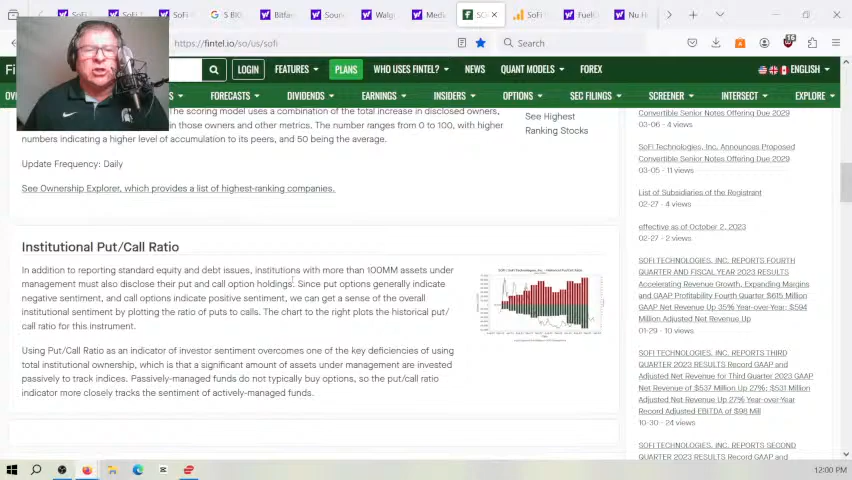 SoFi
SoFi
SoFi
5 BIG
Bitfar
Soun
Walg
Medi
SO
SoFi T
FuelC
Nu H
https://fintel.io/so/us/sofi
Search
16
Fin
LOGIN
FEATURES
PLANS
WHO USES FINTEL?
NEWS
QUANT MODELS
FOREX
ENGLISH
OV
S
FORECASTS
DIVIDENDS
EARNINGS
INSIDERS
OPTIONS
SEC FILINGS
SCREENER
INTERSECT
EXPLORE
The scoring model uses a combination of the total increase in disclosed owners,
in those owners and other metrics. The number ranges from 0 to 100, with higher
numbers indicating a higher level of accumulation to its peers, and 50 being the average.
Update Frequency: Daily
See Ownership Explorer, which provides a list of highest-ranking companies.
See Highest
Ranking Stocks
Institutional Put/Call Ratio
In addition to reporting standard equity and debt issues, institutions with more than 100MM assets under
management must also disclose their put and call option holdings. Since put options generally indicate
negative sentiment, and call options indicate positive sentiment, we can get a sense of the overall
institutional sentiment by plotting the ratio of puts to calls. The chart to the right plots the historical put/
call ratio for this instrument.
Using Put/Call Ratio as an indicator of investor sentiment overcomes one of the key deficiencies of using
total institutional ownership, which is that a significant amount of assets under management are invested
passively to track indices. Passively-managed funds do not typically buy options, so the put/call ratio
indicator more closely tracks the sentiment of actively-managed funds.
Convertible Senior Notes Offering Due 2029
03-06 - 4 views
SoFi Technologies, Inc. Announces Proposed
Convertible Senior Notes Offering Due 2029
03-05 - 11 views
List of Subsidiaries of the Registrant
02-27 - 4 views
effective as of October 2, 2023
02-27 - 2 views
SOFI TECHNOLOGIES, INC. REPORTS FOURTH
QUARTER AND FISCAL YEAR 2023 RESULTS
Accelerating Revenue Growth, Expanding Margins
and GAAP Profitability Fourth Quarter $615 Million
GAAP Net Revenue Up 35% Year-over-Year; $594
Million Adjusted Net Revenue Up
01-29 - 10 views
SOFI TECHNOLOGIES, INC. REPORTS THIRD
QUARTER 2023 RESULTS Record GAAP and
Adjusted Net Revenue for Third Quarter 2023 GAAP
Net Revenue of $537 Million Up 27%; $531 Million
Adjusted Net Revenue Up 27% Year-over-Year
Record Adjusted EBITDA of $98 Mill
10-30 - 24 views
SOFI TECHNOLOGIES, INC. REPORTS SECOND
QUARTER 2023 RESULTS Record GAAP and
12:00 PM